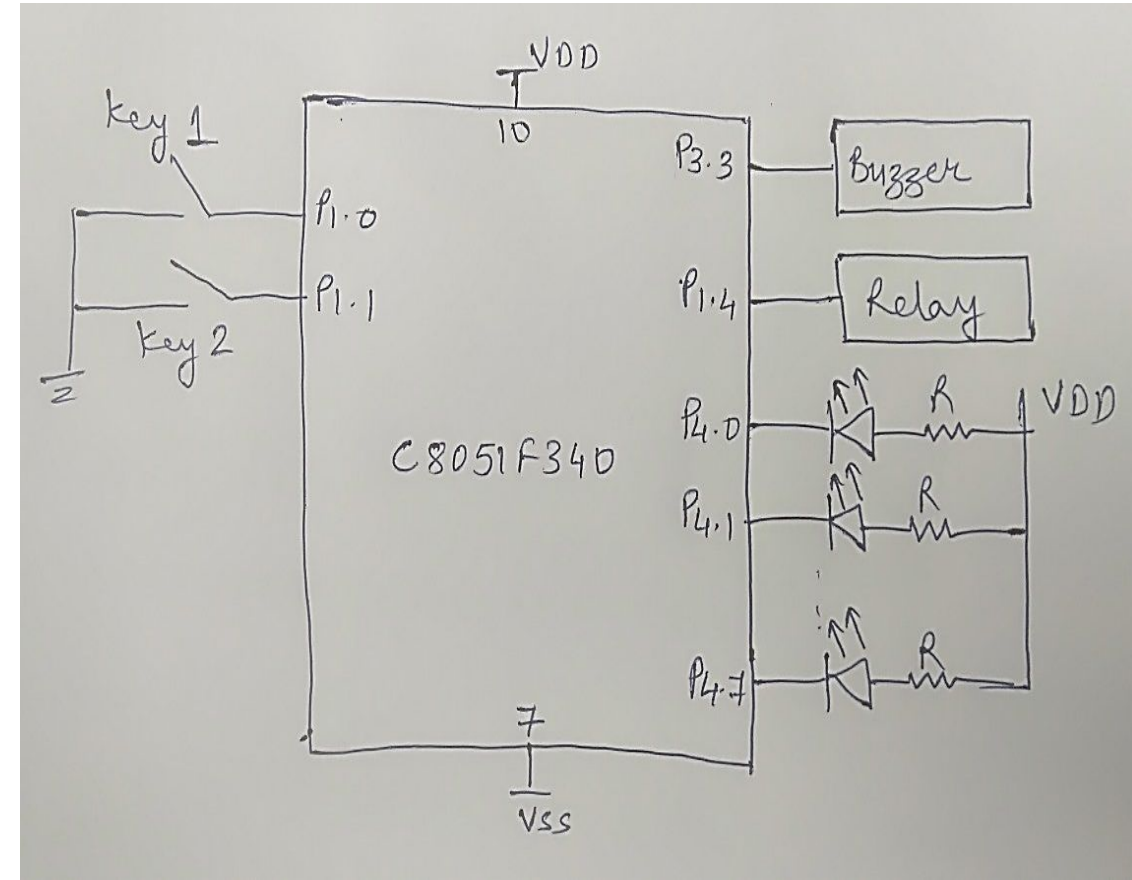 VDD
10
Key 1
P1.0
P1.1
Key 2
C8051F340
P3.3
Buzzer
P1.4
Relay
P4.0
R
VDD
P4.1
R
P4.7
R
7
VSS